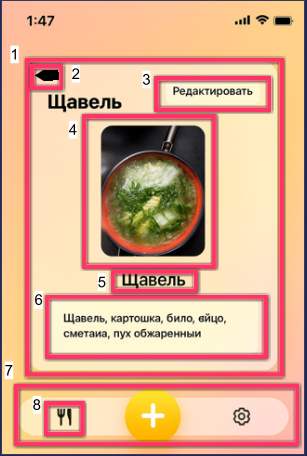 1:47
1
2
3
Щавель
Редактировать
4
5
Щавель
6
Щавель, картошка, било, яйцо,
сметаиа, пух обжаренныи
7
8